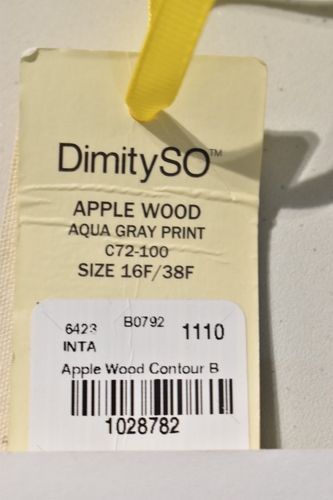 DimitySO™
APPLE WOOD
AQUA GRAY PRINT
C72-100
SIZE 16F/38F
6423 B0792 1110
INTA
Apple Wood Contour B
1028782